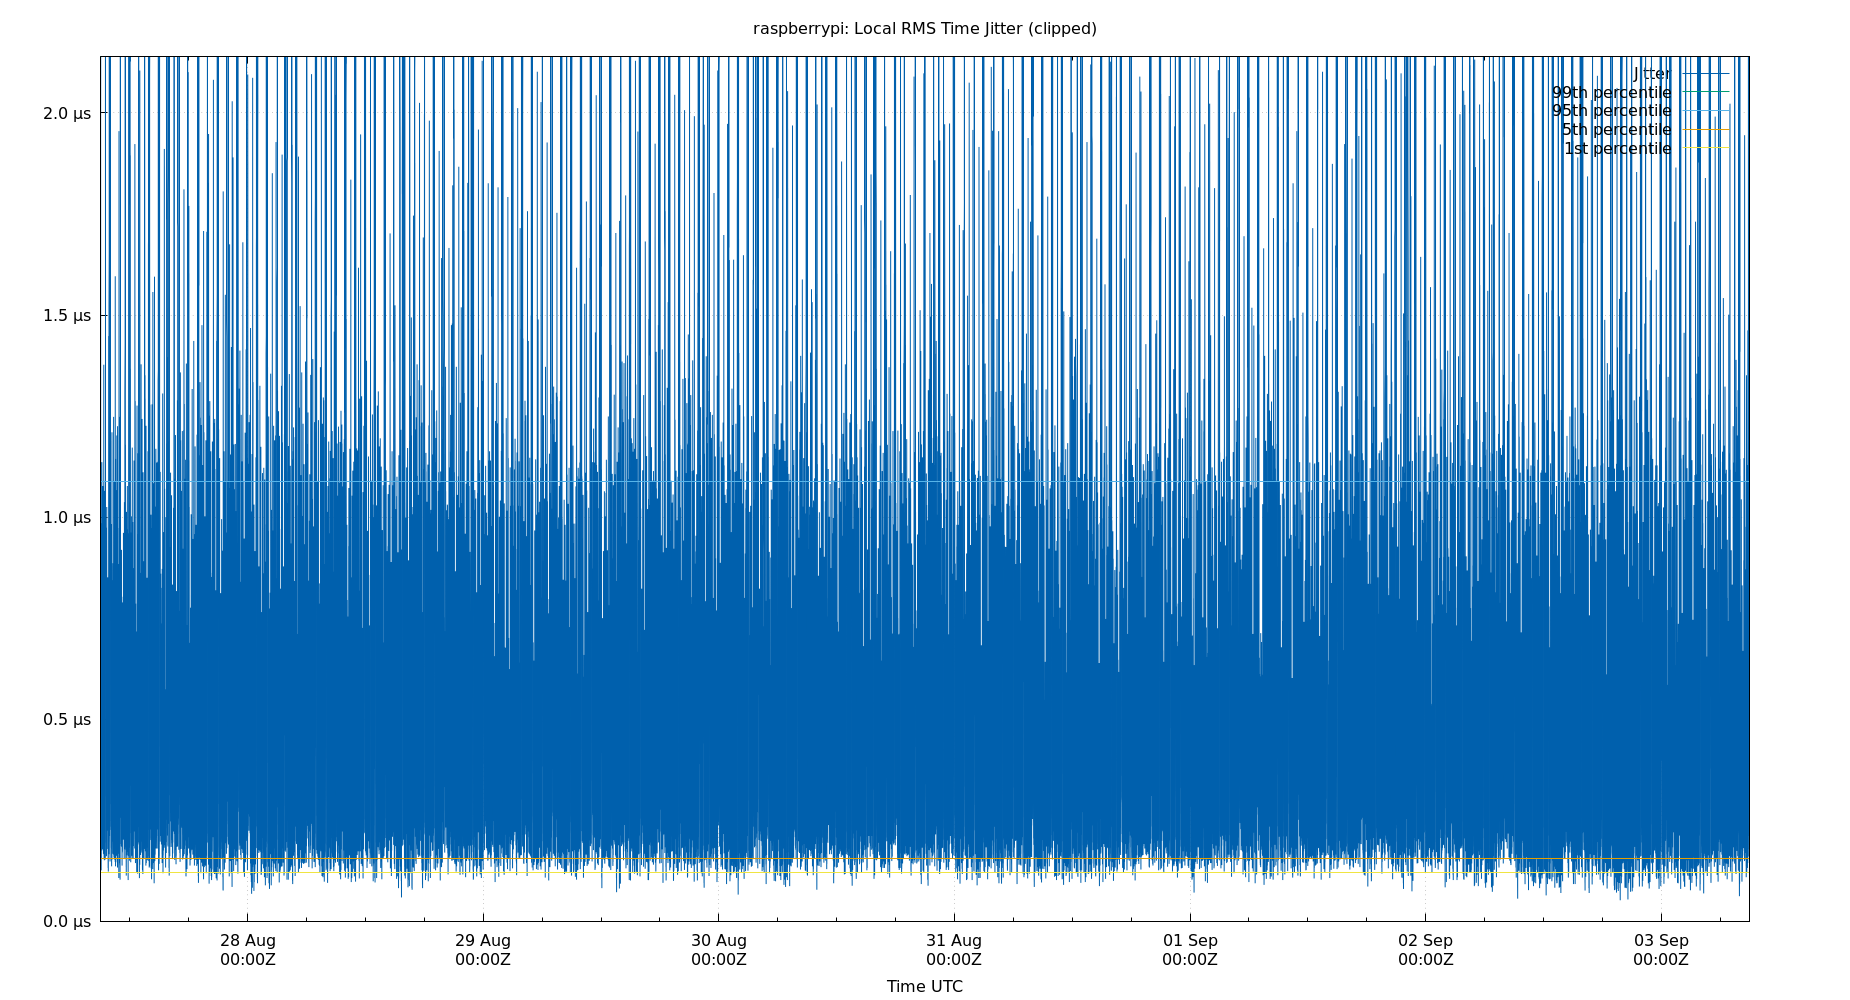 raspberrypi: Local RMS Time Jitter (clipped)
Jitter
99th percentile
95th percentile
5th percentile
1st percentile
2.0 µs
1.5 µs
1.0 µs
0.5 µs
0.0 µs
28 Aug
00:00Z
29 Aug
00:00Z
30 Aug
00:00Z
31 Aug
00:00Z
01 Sep
00:00Z
02 Sep
00:00Z
03 Sep
00:00Z
Time UTC